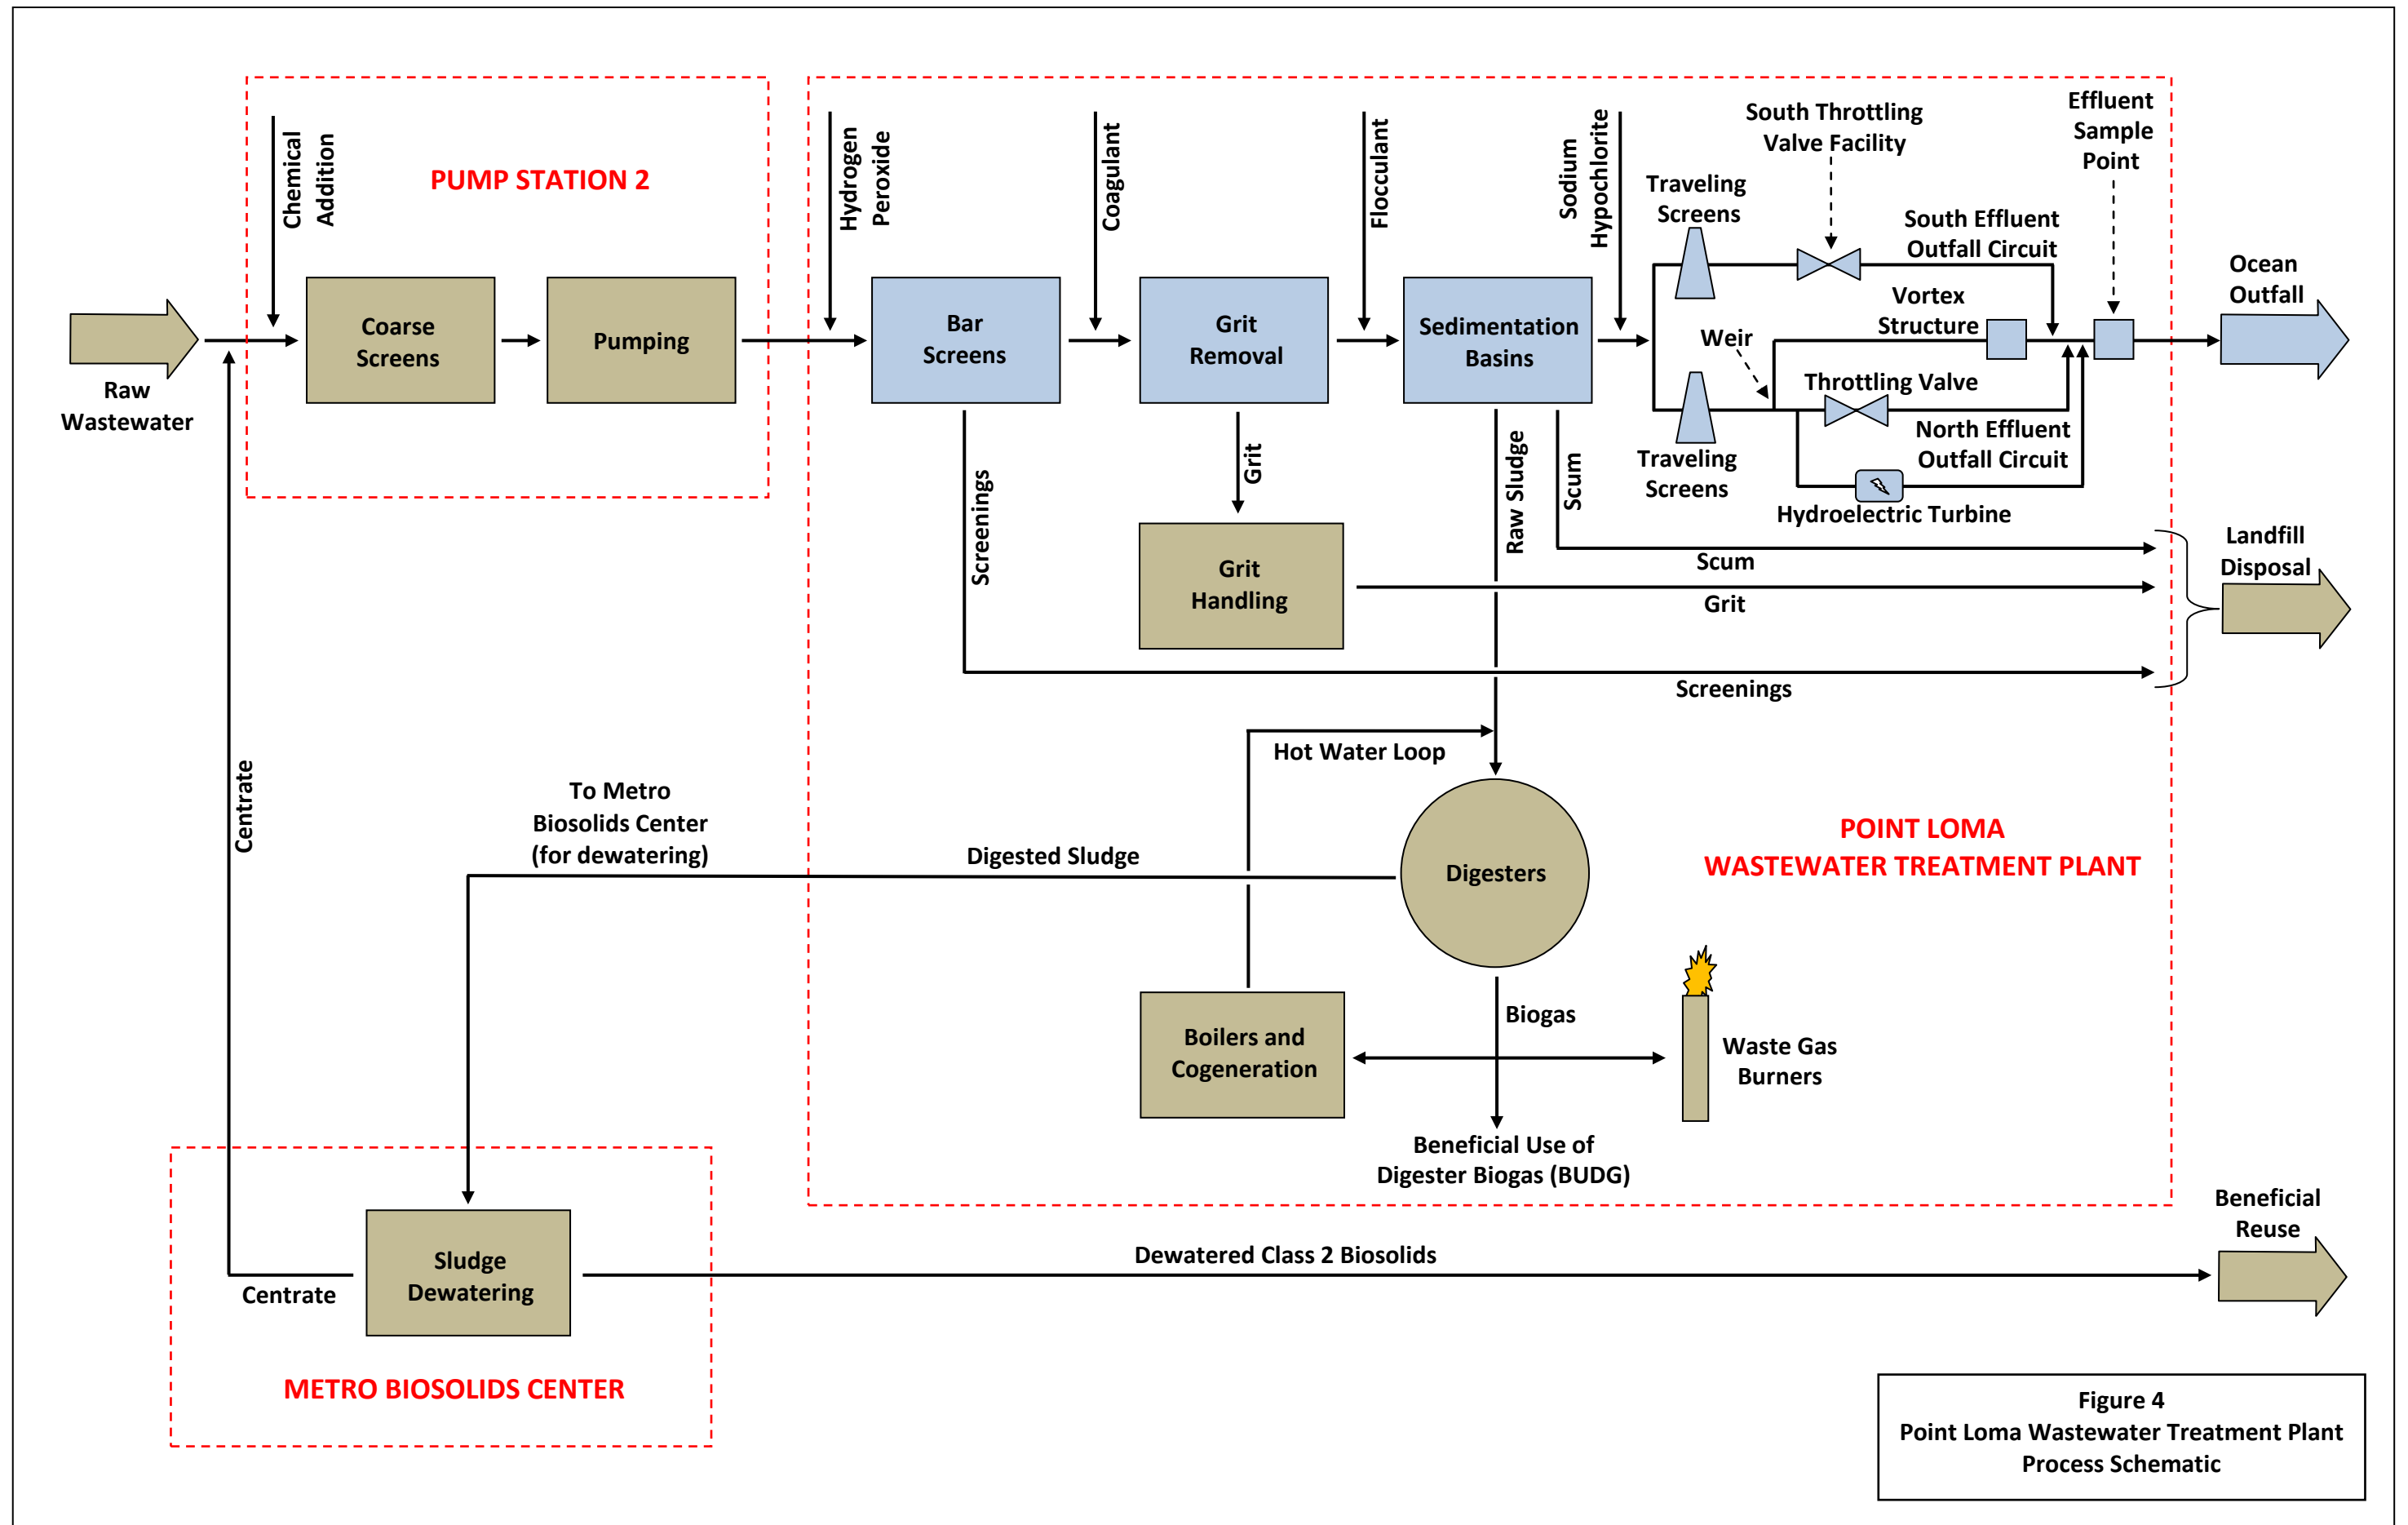 Chemical
Addition
PUMP STATION 2
Hydrogen
Peroxide
Coagulant
Flocculant
Sodium
Hypochlorite
South Throttling
Valve Facility
Effluent
Sample
Point
Traveling
Screens
South Effluent
Outfall Circuit
Ocean
Outfall
Vortex
Structure
Weir
Raw
Wastewater
Coarse
Screens
Pumping
Bar
Screens
Grit
Removal
Sedimentation
Basins
Throttling Valve
North Effluent
Outfall Circuit
Traveling
Screens
Hydroelectric Turbine
Screenings
Grit
Raw Sludge
Scum
Grit
Handling
Scum
Grit
Screenings
Landfill
Disposal
Hot Water Loop
Centrate
To Metro
Biosolids Center
(for dewatering)
Digested Sludge
Digesters
POINT LOMA
WASTEWATER TREATMENT PLANT
Boilers and
Cogeneration
Biogas
Waste Gas
Burners
Beneficial Use of
Digester Biogas (BUDG)
Sludge
Dewatering
Centrate
Dewatered Class 2 Biosolids
Beneficial
Reuse
METRO BIOSOLIDS CENTER
Figure 4
Point Loma Wastewater Treatment Plant
Process Schematic